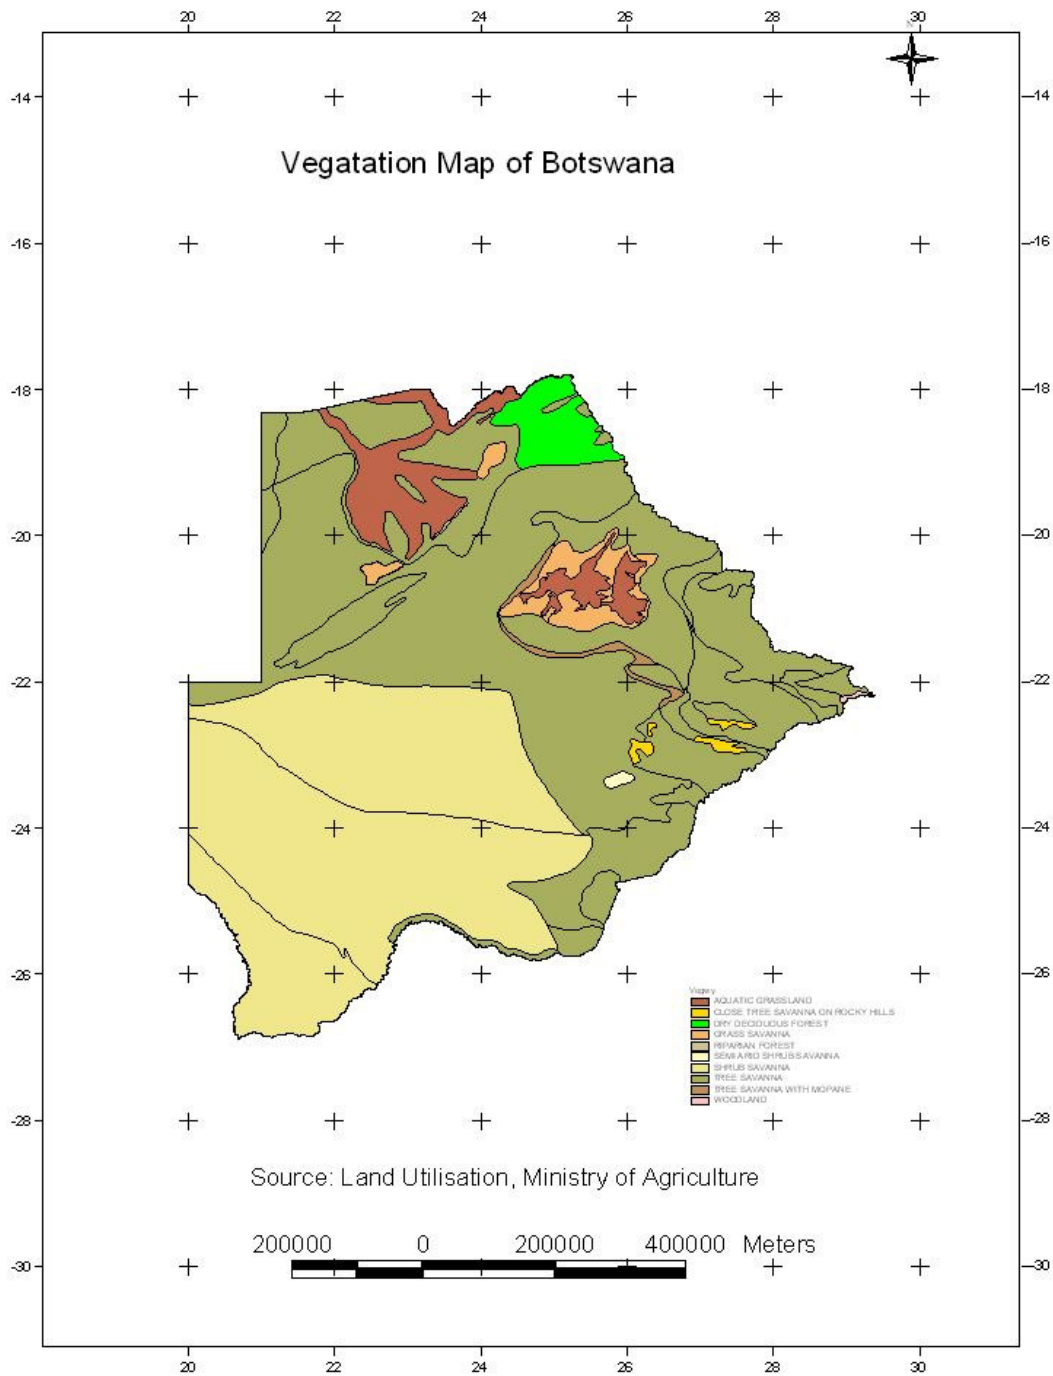 20 22 24 26 28 30
N
-14 -14
Vegatation Map of Botswana
-16 -16
-18 -18
-20 -20
-22 -22
-24 -24
-26 -26
AQUATIC GRASSLAND
CLOSE TREE SAVANNA ON ROCKY HILLS
DRY DECIDUOUS FOREST
GRASS SAVANNA
RIPARIAN FOREST
SEMI ARID SHRUB SAVANNA
SHRUB SAVANNA
TREE SAVANNA
TREE SAVANNA WITH MOPANE
WOODLAND
-28 -28
Source: Land Utilisation, Ministry of Agriculture
200000 0 200000 400000 Meters
-30 -30
20 22 24 26 28 30